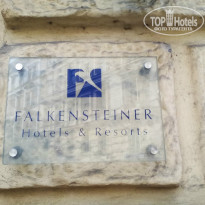 TOP Hotels
FALKENSTEINER
Hotels & Resorts